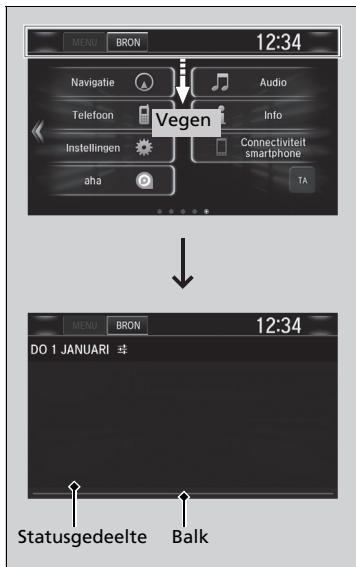 MENU BRON 12:34
Navigatie Audio
Vegen
Telefoon Info
Instellingen Connectiviteit
smartphone
aha TA
MENU BRON 12:34
DO 1 JANUARI
Statusgedeelte Balk